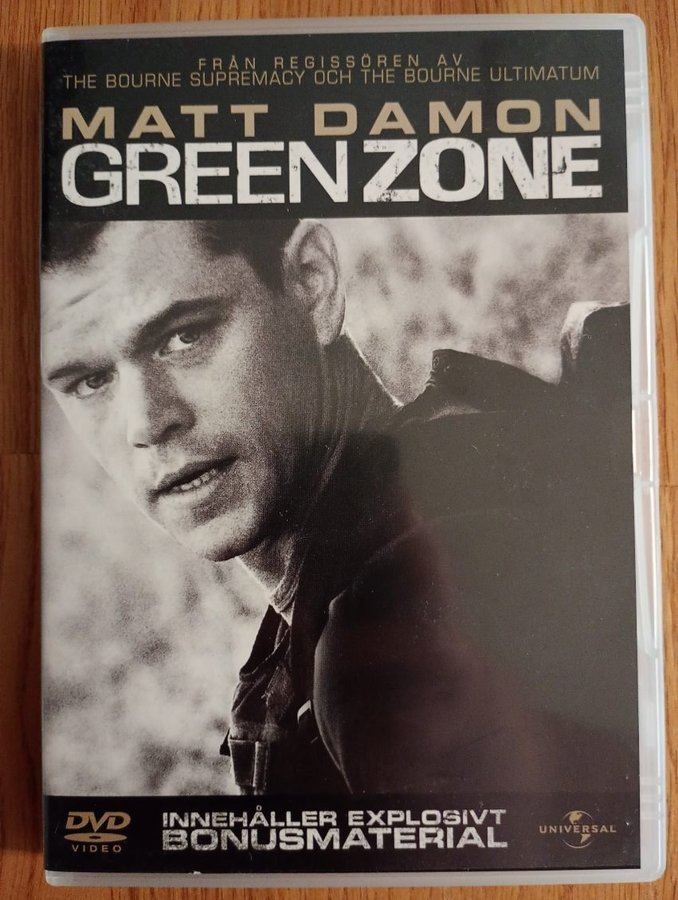 FRÅN REGISSÖREN AV
THE BOURNE SUPREMACY OCH THE BOURNE ULTIMATUM
MATT DAMON
GREEN ZONE
DVD
VIDEO
INNEHÅLLER EXPLOSIVT
BONUSMATERIAL
UNIVERSAL